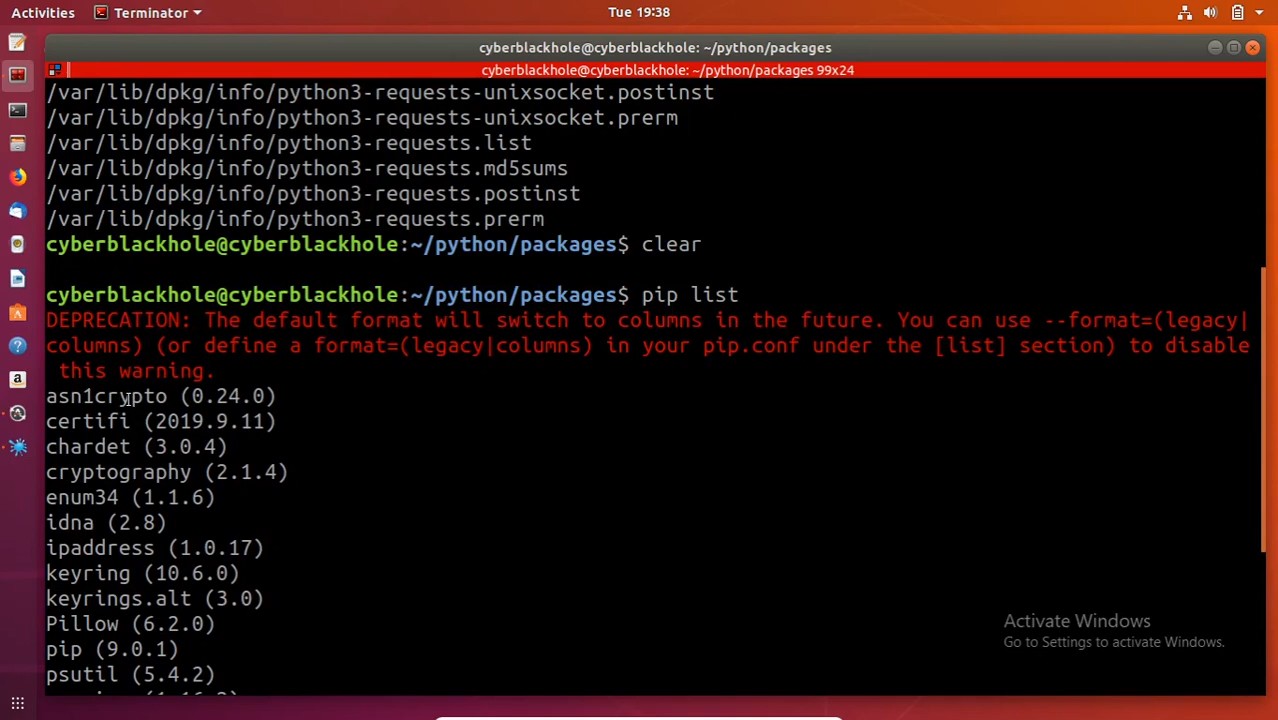 Activities Terminator Tue 19:38
cyberblackhole@cyberblackhole: ~/python/packages
cyberblackhole@cyberblackhole: ~/python/packages 99x24
/var/lib/dpkg/info/python3-requests-unixsocket.postinst
/var/lib/dpkg/info/python3-requests-unixsocket.prerm
/var/lib/dpkg/info/python3-requests.list
/var/lib/dpkg/info/python3-requests.md5sums
/var/lib/dpkg/info/python3-requests.postinst
/var/lib/dpkg/info/python3-requests.prerm
cyberblackhole@cyberblackhole:~/python/packages$ clear
cyberblackhole@cyberblackhole:~/python/packages$ pip list
DEPRECATION: The default format will switch to columns in the future. You can use --format=(legacy|
columns) (or define a format=(legacy|columns) in your pip.conf under the [list] section) to disable
this warning.
asn1crypto (0.24.0)
certifi (2019.9.11)
chardet (3.0.4)
cryptography (2.1.4)
enum34 (1.1.6)
idna (2.8)
ipaddress (1.0.17)
keyring (10.6.0)
keyrings.alt (3.0)
Pillow (6.2.0)
pip (9.0.1)
psutil (5.4.2)
Activate Windows
Go to Settings to activate Windows.